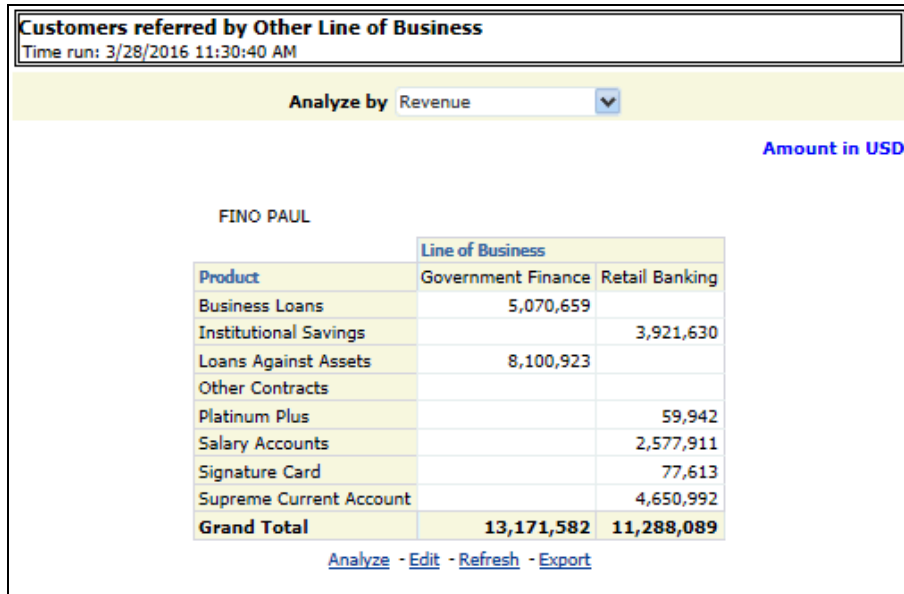 Customers referred by Other Line of Business
Time run: 3/28/2016 11:30:40 AM
Analyze by Revenue
Amount in USD
FINO PAUL
Line of Business
Product Government Finance Retail Banking
Business Loans 5,070,659
Institutional Savings 3,921,630
Loans Against Assets 8,100,923
Other Contracts
Platinum Plus 59,942
Salary Accounts 2,577,911
Signature Card 77,613
Supreme Current Account 4,650,992
Grand Total 13,171,582 11,288,089
Analyze - Edit - Refresh - Export